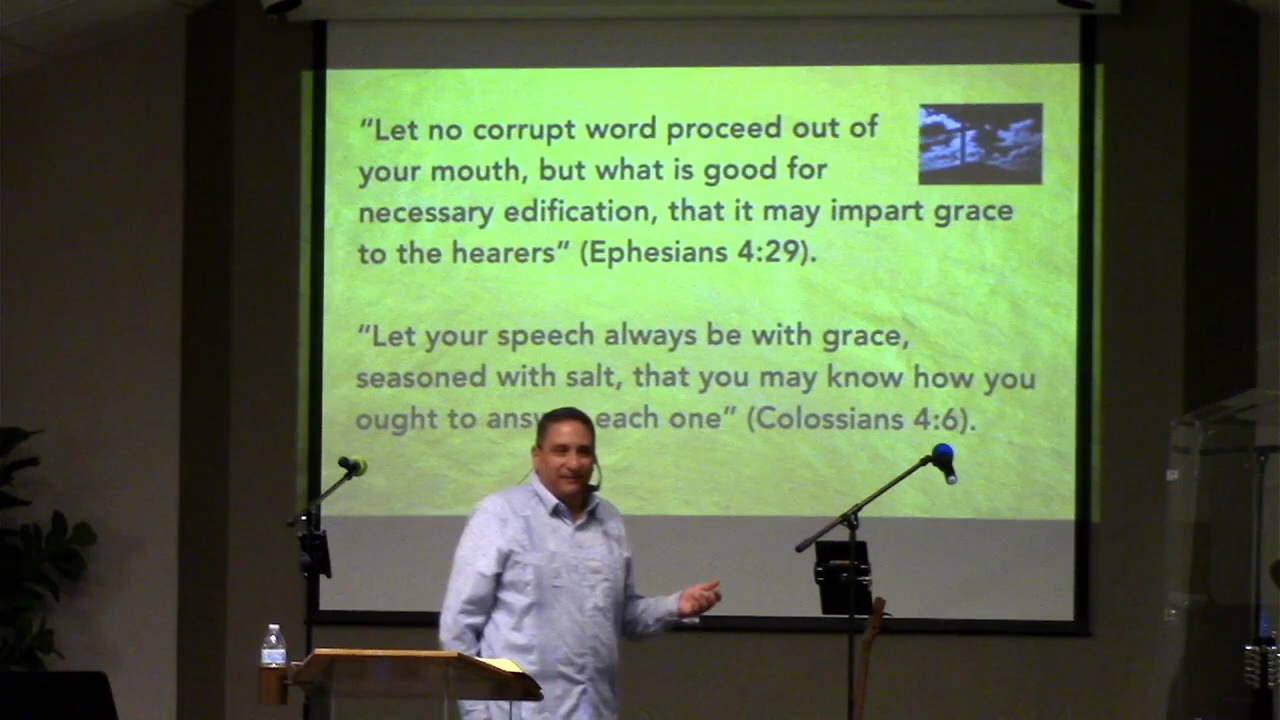 “Let no corrupt word proceed out of
your mouth, but what is good for
necessary edification, that it may impart grace
to the hearers” (Ephesians 4:29).
“Let your speech always be with grace,
seasoned with salt, that you may know how you
ought to each one” (Colossians 4:6).